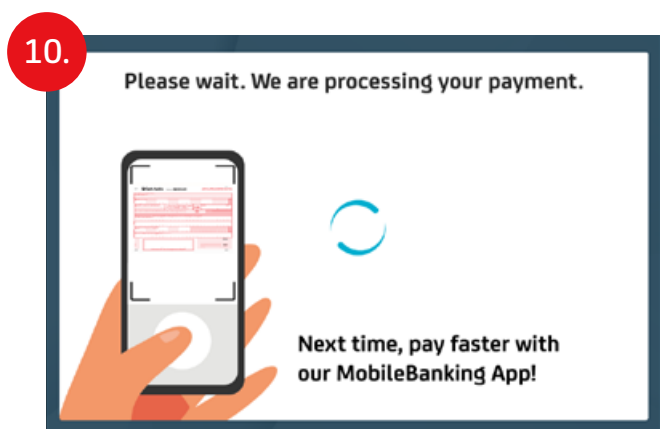 10.
Please wait. We are processing your payment.
Next time, pay faster with
our MobileBanking App!